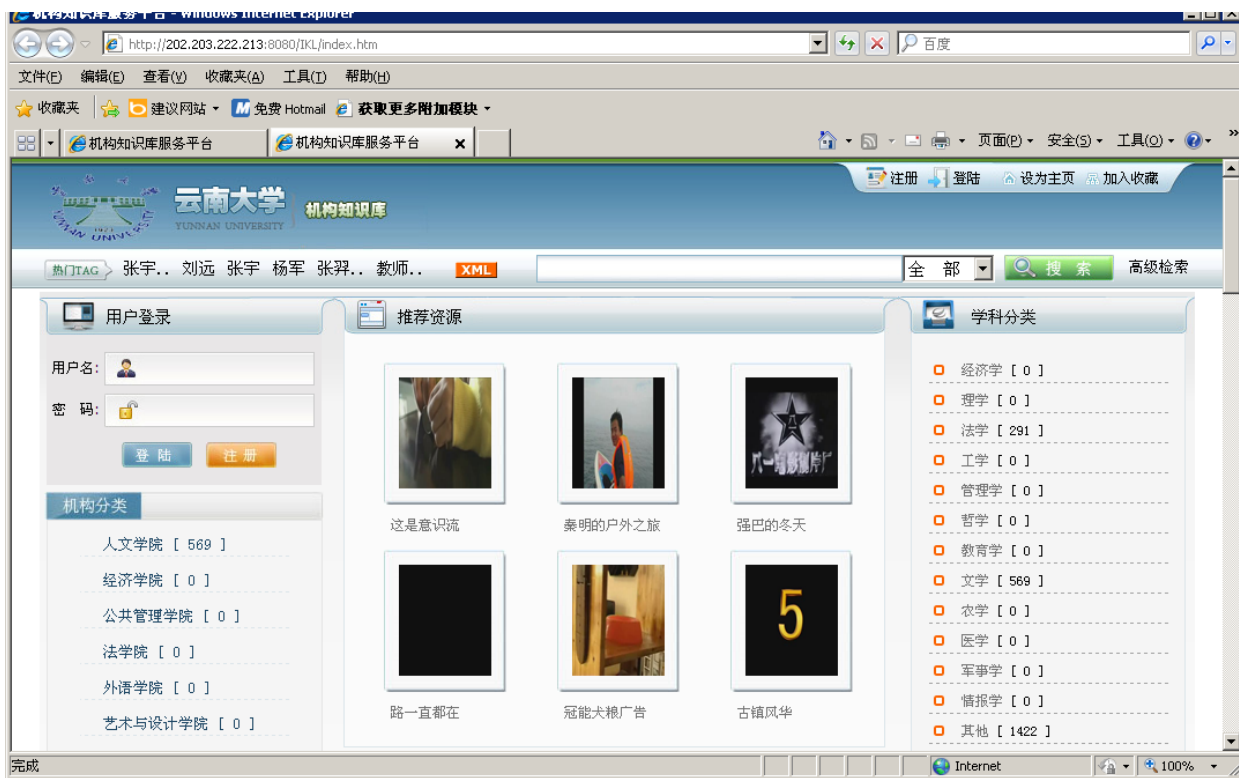 机构知识库服务平台 - Windows Internet Explorer
http://202.203.222.213:8080/IKL/index.htm
百度
文件(F) 编辑(E) 查看(V) 收藏夹(A) 工具(T) 帮助(H)
收藏夹 建议网站 免费 Hotmail 获取更多附加模块
机构知识库服务平台 机构知识库服务平台 x 页面(P) 安全(S) 工具(O) »
注册 登陆 设为主页 加入收藏
云南大学 机构知识库
YUNNAN UNIVERSITY
1923
热门TAG 张宇.. 刘远 张宇 杨军 张羿.. 教师.. XML 全 部 搜 索 高级检索
用户登录
用户名:
密 码:
登 陆 注 册
机构分类
人文学院 [ 569 ]
经济学院 [ 0 ]
公共管理学院 [ 0 ]
法学院 [ 0 ]
外语学院 [ 0 ]
艺术与设计学院 [ 0 ]
推荐资源
八一电影制片厂
这是意识流 秦明的户外之旅 强巴的冬天
5
路一直都在 冠能犬粮广告 古镇风华
学科分类
经济学 [ 0 ]
理学 [ 0 ]
法学 [ 291 ]
工学 [ 0 ]
管理学 [ 0 ]
哲学 [ 0 ]
教育学 [ 0 ]
文学 [ 569 ]
农学 [ 0 ]
医学 [ 0 ]
军事学 [ 0 ]
情报学 [ 0 ]
其他 [ 1422 ]
完成 Internet 100%